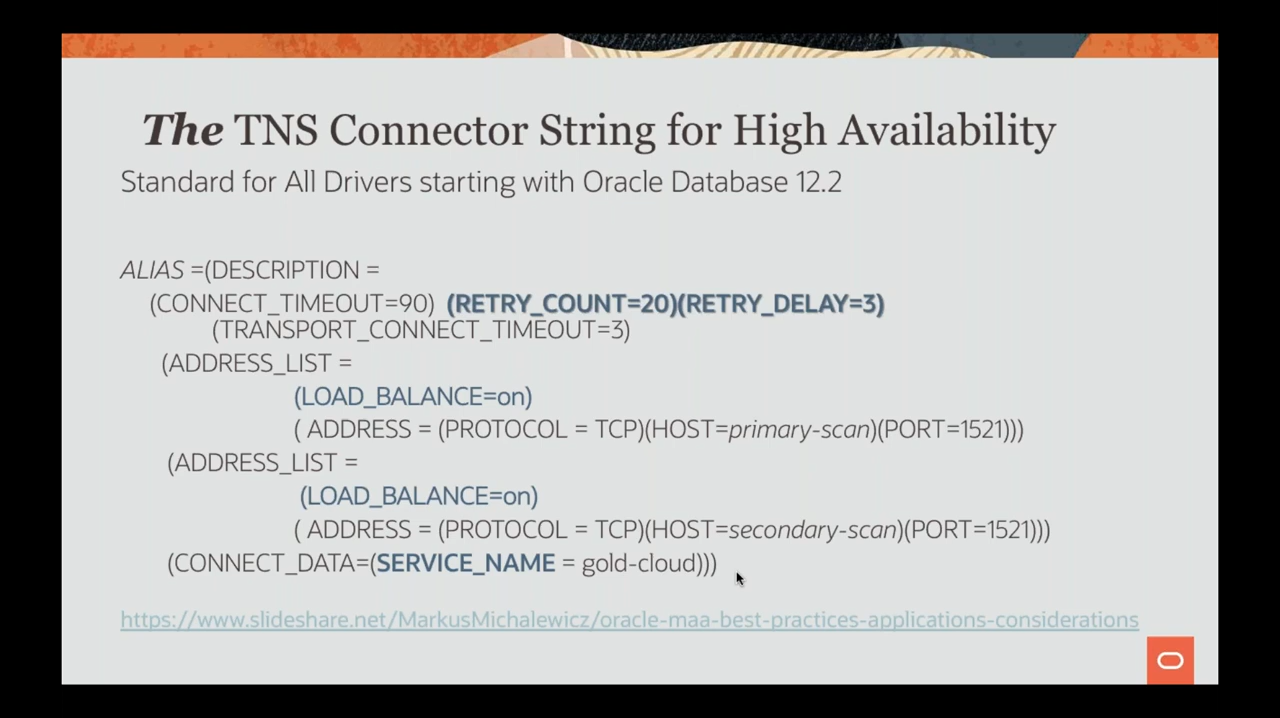 The TNS Connector String for High Availability
Standard for All Drivers starting with Oracle Database 12.2
ALIAS =(DESCRIPTION =
(CONNECT_TIMEOUT=90) (RETRY_COUNT=20)(RETRY_DELAY=3)
(TRANSPORT_CONNECT_TIMEOUT=3)
(ADDRESS_LIST =
(LOAD_BALANCE=on)
( ADDRESS = (PROTOCOL = TCP)(HOST=primary-scan)(PORT=1521)))
(ADDRESS_LIST =
(LOAD_BALANCE=on)
( ADDRESS = (PROTOCOL = TCP)(HOST=secondary-scan)(PORT=1521)))
(CONNECT_DATA=(SERVICE_NAME = gold-cloud)))
https://www.slideshare.net/MarkusMichalewicz/oracle-maa-best-practices-applications-considerations